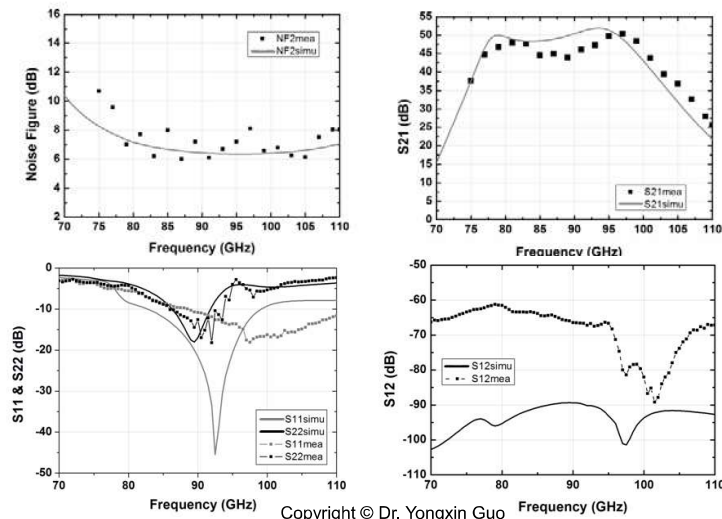 Noise Figure (dB)
16
14
12
10
8
6
4
2
NF2mea
NF2simu
70 75 80 85 90 95 100 105 110
Frequency (GHz)
S21 (dB)
55
50
45
40
35
30
25
20
15
10
5
0
S21mea
S21simu
70 75 80 85 90 95 100 105 110
Frequency (GHz)
S11 & S22 (dB)
0
-10
-20
-30
-40
-50
S11simu
S22simu
S11mea
S22mea
70 80 90 100 110
Frequency (GHz)
S12 (dB)
-50
-60
-70
-80
-90
-100
-110
S12simu
S12mea
70 80 90 100 110
Frequency (GHz)
Copyright © Dr. Yongxin Guo